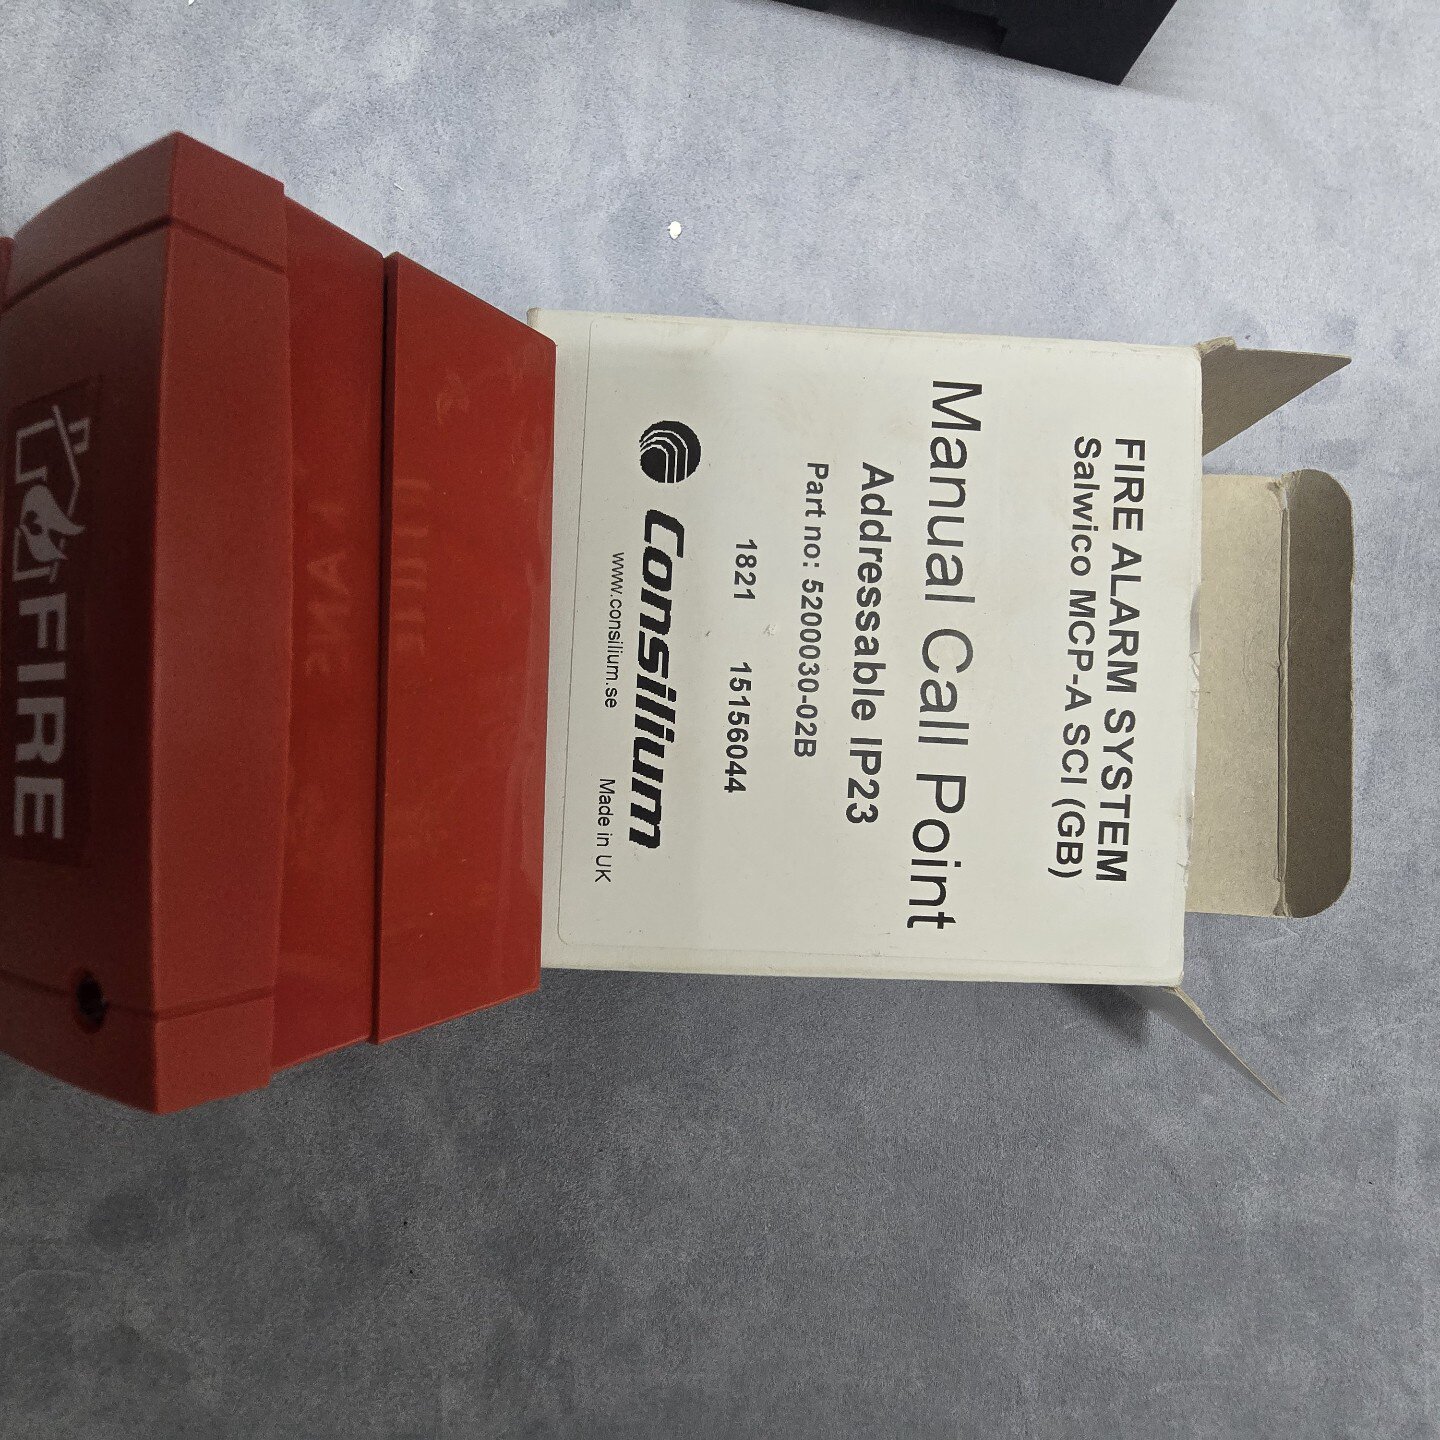 FIRE ALARM SYSTEM
Salwico MCP-A SCI (GB)
Manual Call Point
Addressable IP23
Part no: 5200030-02B
1821 15156044
Consilium
www.consilium.se Made in UK
FIRE